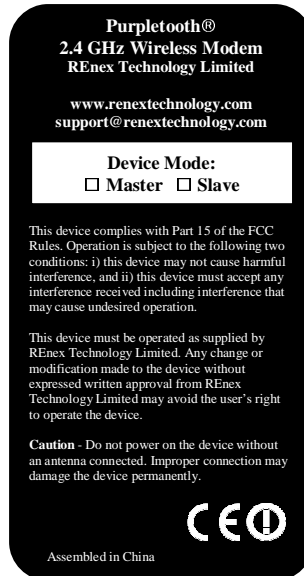 Purpletooth®
2.4 GHz Wireless Modem
REnex Technology Limited
www.renextechnology.com
support@renextechnology.com
Device Mode:
☐ Master ☐ Slave
This device complies with Part 15 of the FCC
Rules. Operation is subject to the following two
conditions: i) this device may not cause harmful
interference, and ii) this device must accept any
interference received including interference that
may cause undesired operation.
This device must be operated as supplied by
REnex Technology Limited. Any change or
modification made to the device without
expressed written approval from REnex
Technology Limited may avoid the user's right
to operate the device.
Caution - Do not power on the device without
an antenna connected. Improper connection may
damage the device permanently.
CE
Assembled in China